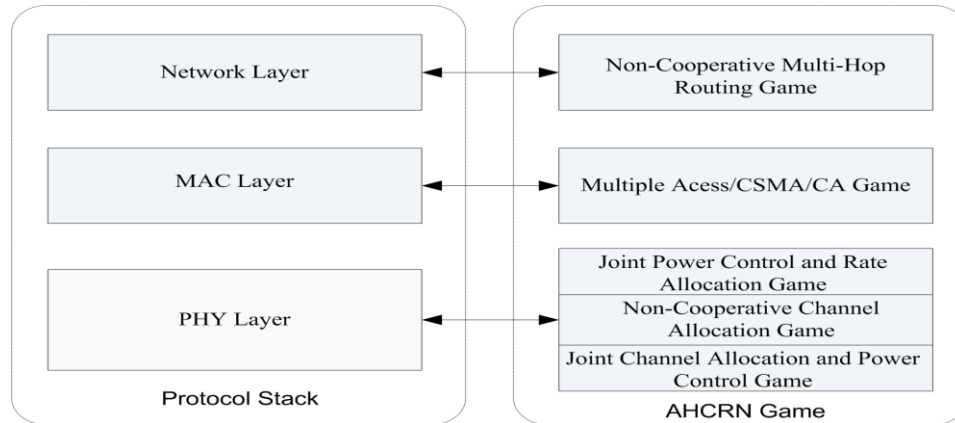 Network Layer
Non-Cooperative Multi-Hop
Routing Game
MAC Layer
Multiple Acess/CSMA/CA Game
PHY Layer
Joint Power Control and Rate
Allocation Game
Non-Cooperative Channel
Allocation Game
Joint Channel Allocation and Power
Control Game
Protocol Stack
AHCRN Game